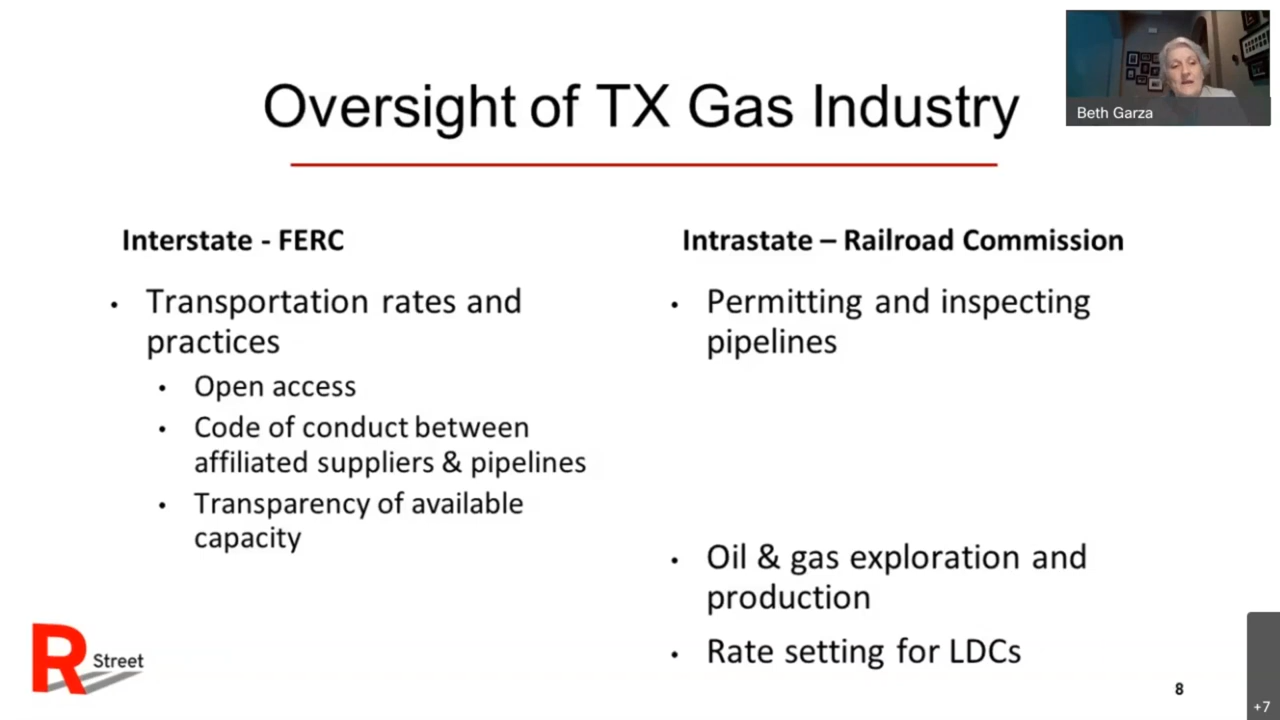 Oversight of TX Gas Industry
Beth Garza
Interstate - FERC
• Transportation rates and
practices
• Open access
• Code of conduct between
affiliated suppliers & pipelines
• Transparency of available
capacity
Intrastate – Railroad Commission
• Permitting and inspecting
pipelines
• Oil & gas exploration and
production
• Rate setting for LDCs
R Street
8
+7